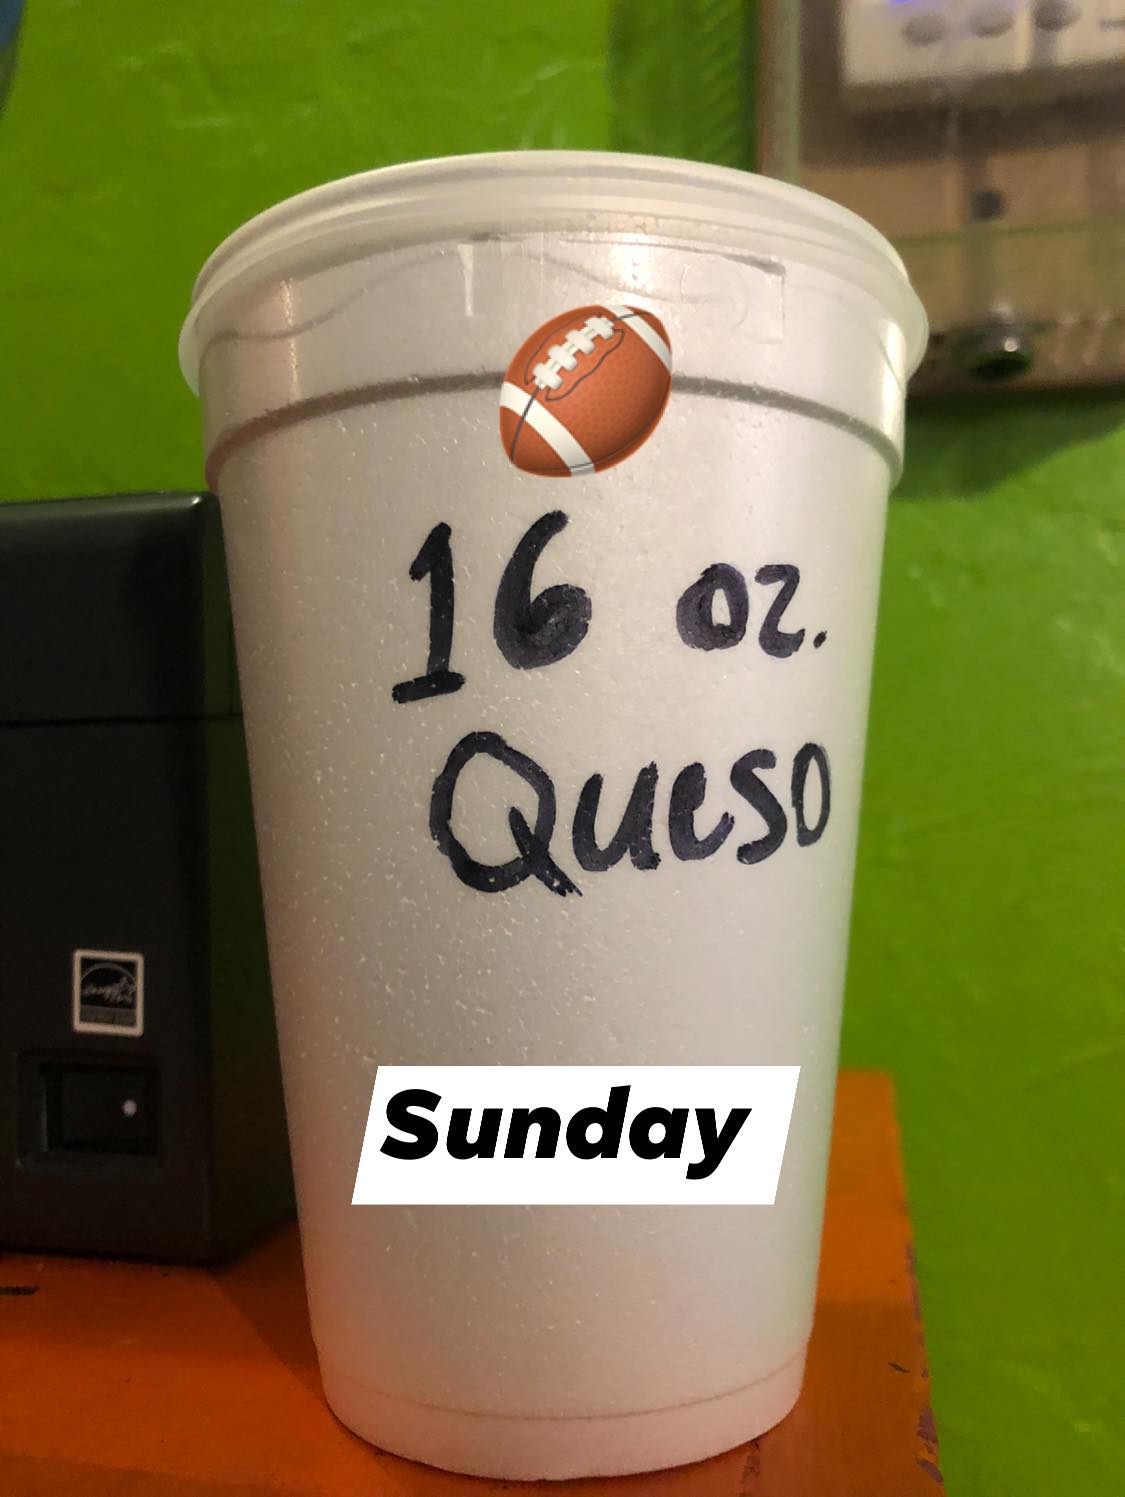 16 oz.
Queso
Sunday